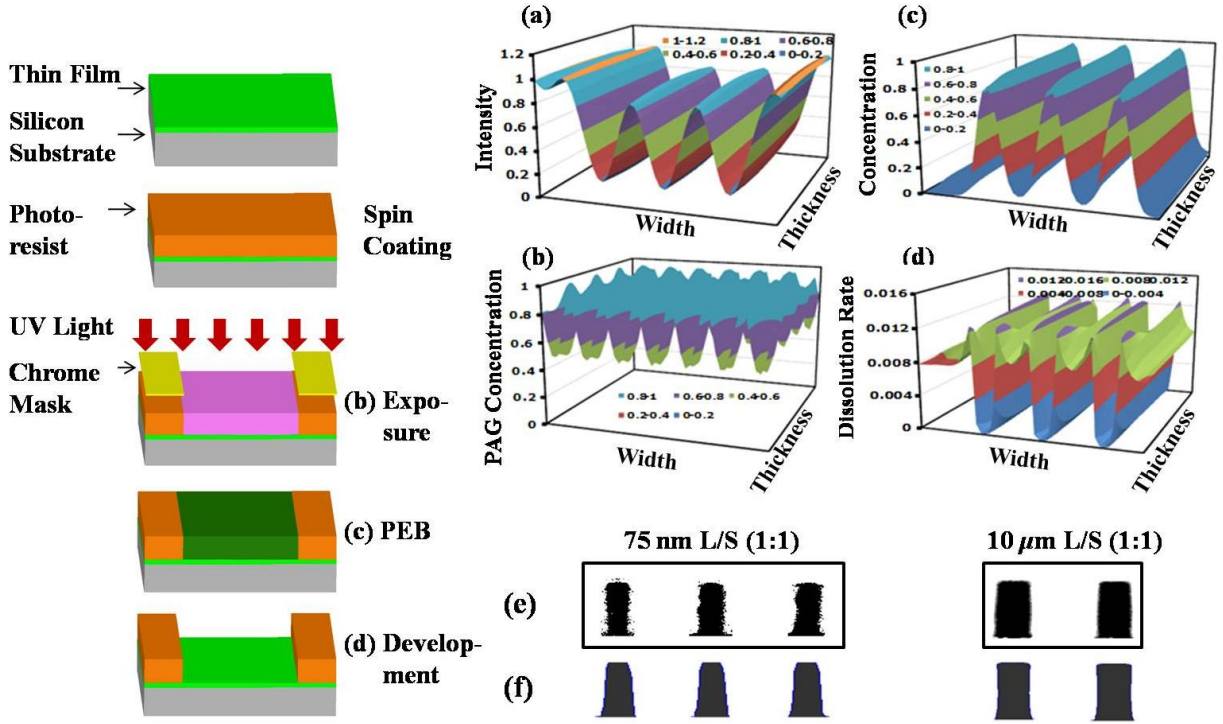 Thin Film
Silicon
Substrate
Photo-
resist
Spin
Coating
UV Light
Chrome
Mask
(b) Expo-
sure
(c) PEB
(d) Develop-
ment
(a)
1-1.2 0.8-1 0.6-0.8
0.4-0.6 0.2-0.4 0-0.2
1.2
1
0.8
0.6
0.4
0.2
0
Intensity
Width
Thickness
(c)
0.8-1
0.6-0.8
0.4-0.6
0.2-0.4
0-0.2
1
0.8
0.6
0.4
0.2
0
Concentration
Width
Thickness
(b)
1
0.8
0.6
0.4
0.2
0
PAG Concentration
0.8-1 0.6-0.8 0.4-0.6
0.2-0.4 0-0.2
Width
Thickness
(d)
0.012-0.016 0.008-0.012
0.004-0.008 0-0.004
0.016
0.012
0.008
0.004
0
Dissolution Rate
Width
Thickness
75 nm L/S (1:1)
10 μm L/S (1:1)
(e)
(f)